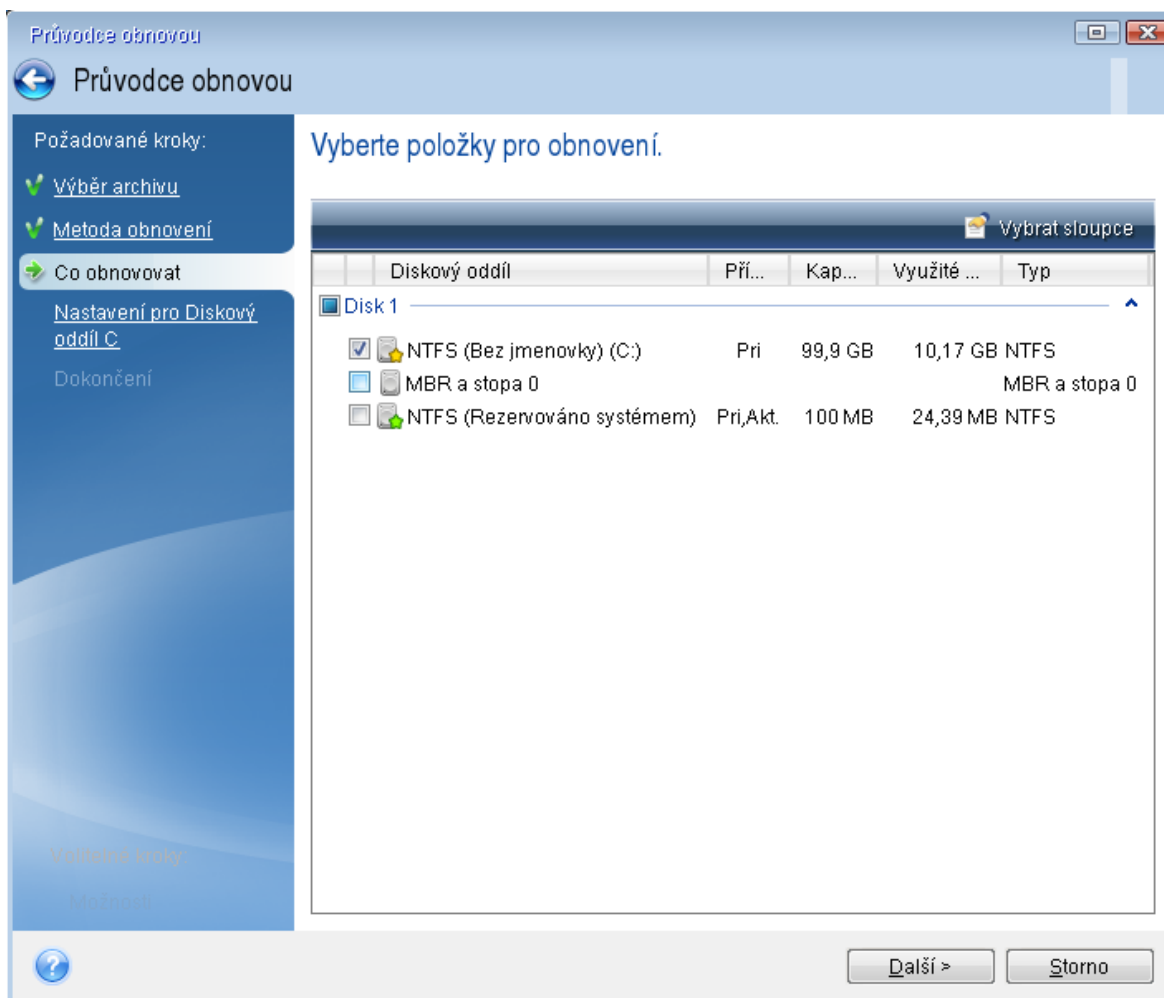 Průvodce obnovou
Průvodce obnovou
Požadované kroky:
Výběr archivu
Metoda obnovení
Co obnovovat
Nastavení pro Diskový
oddíl C
Dokončení
Volitelné kroky:
Možnosti
Vyberte položky pro obnovení.
Vybrat sloupce
Diskový oddíl Pří... Kap... Využité ... Typ
Disk 1
NTFS (Bez jmenovky) (C:) Pri 99,9 GB 10,17 GB NTFS
MBR a stopa 0 MBR a stopa 0
NTFS (Rezervováno systémem) Pri,Akt. 100 MB 24,39 MB NTFS
Další >
Storno